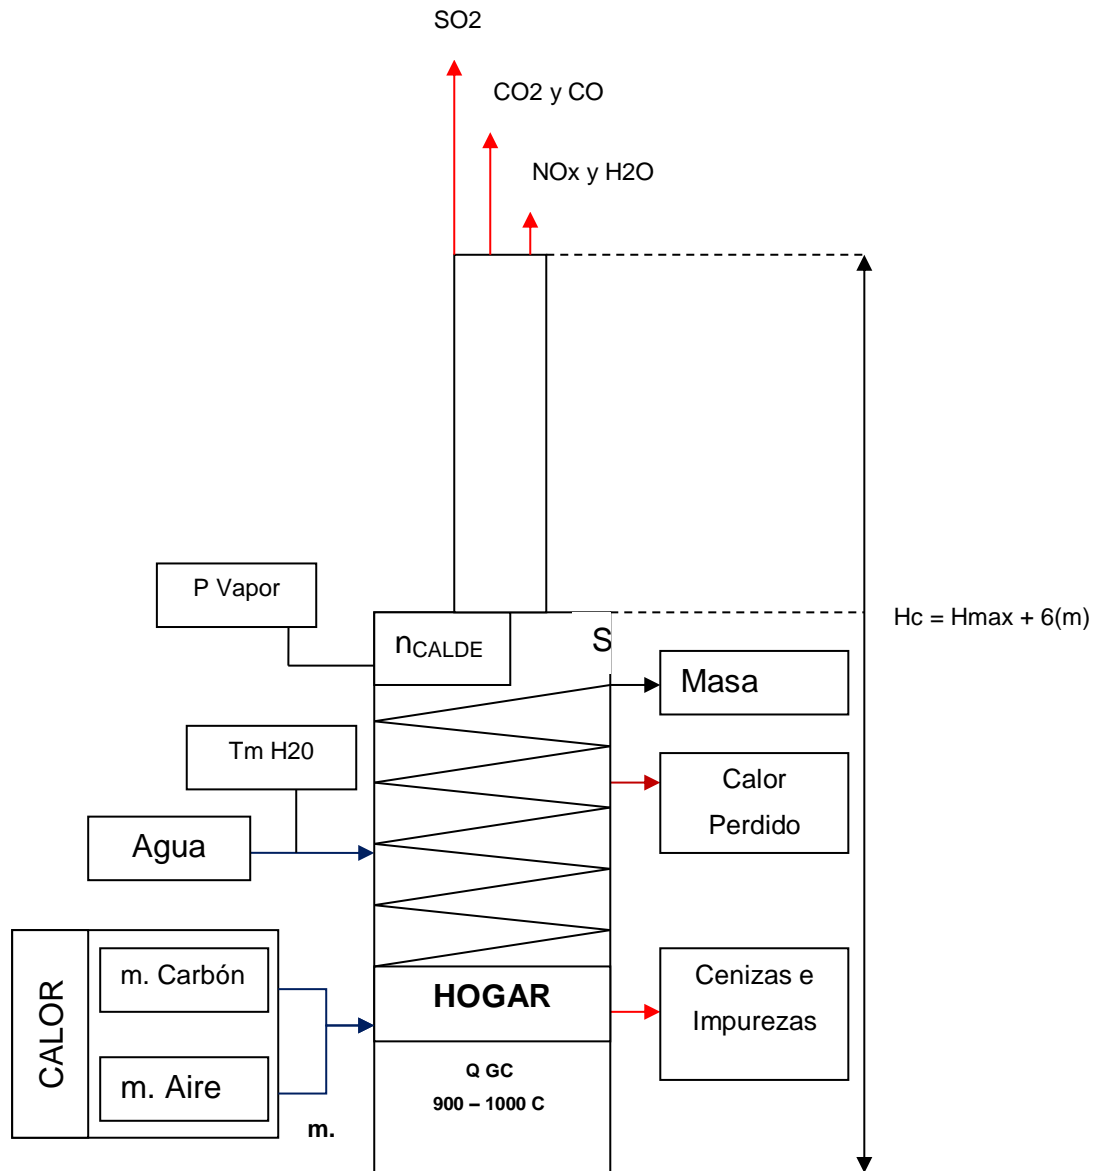 SO2
CO2 y CO
NOx y H2O
P Vapor
Hc = Hmax + 6(m)
nCALDE
S
Masa
Tm H20
Calor
Perdido
Agua
CALOR
m. Carbón
HOGAR
Cenizas e
Impurezas
m. Aire
Q GC
900 – 1000 C
m.